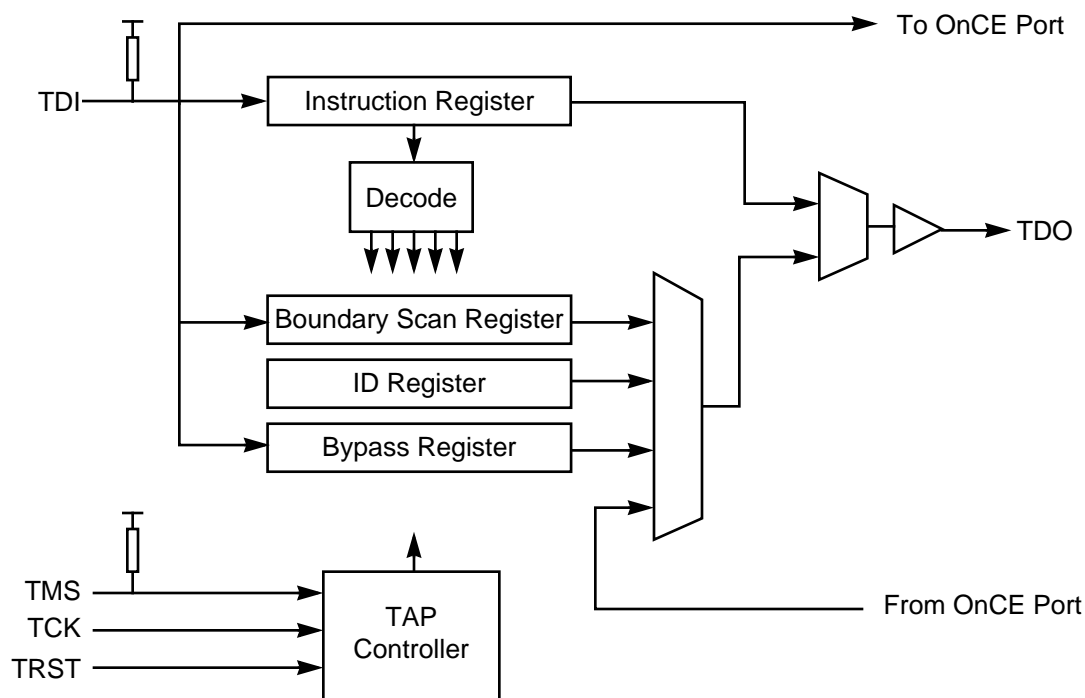 To OnCE Port
TDI
Instruction Register
Decode
TDO
Boundary Scan Register
ID Register
Bypass Register
TMS
TCK
TRST
TAP
Controller
From OnCE Port